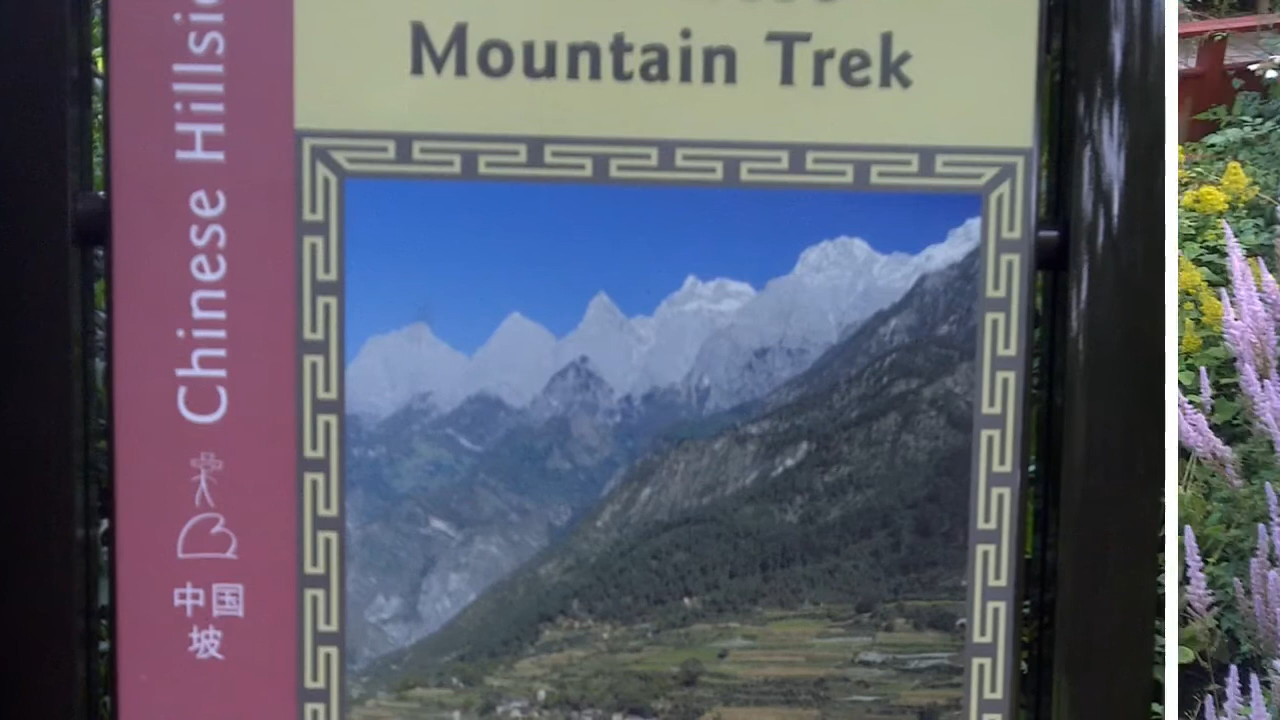 Mountain Trek
Chinese Hillsi
中国
坡